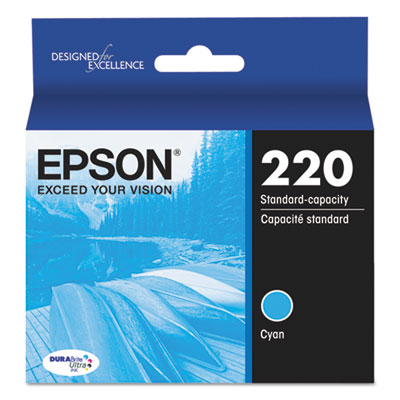 DESIGNED for
EXCELLENCE
EPSON®
EXCEED YOUR VISION
220
Standard-capacity
Capacité standard
Cyan
DURABrite
Ultra
INK